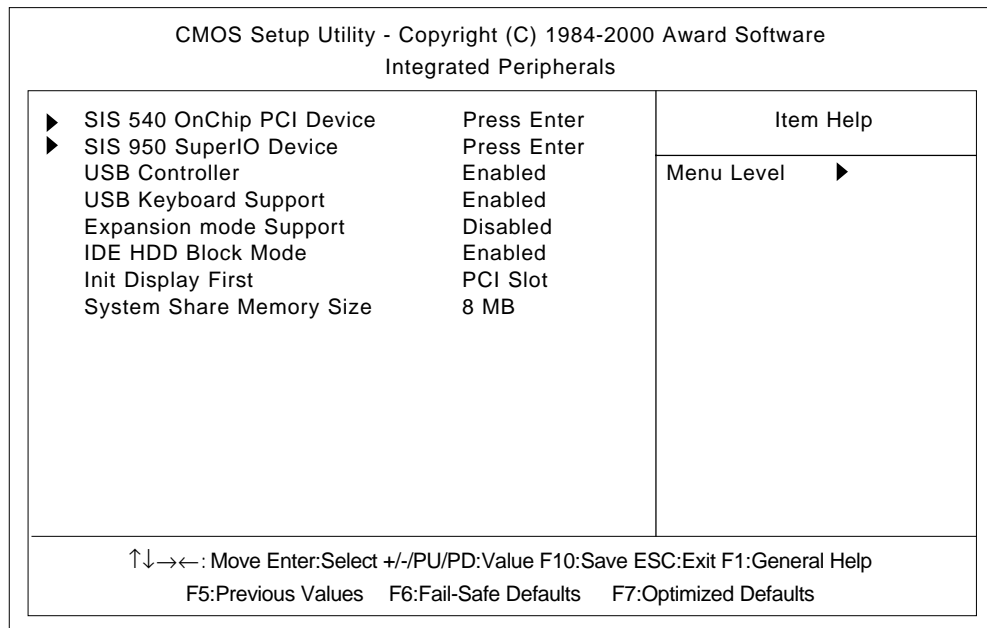 CMOS Setup Utility - Copyright (C) 1984-2000 Award Software
Integrated Peripherals
SIS 540 OnChip PCI Device Press Enter
SIS 950 SuperIO Device Press Enter
USB Controller Enabled
USB Keyboard Support Enabled
Expansion mode Support Disabled
IDE HDD Block Mode Enabled
Init Display First PCI Slot
System Share Memory Size 8 MB
Item Help
Menu Level
↑↓→←: Move Enter:Select +/-/PU/PD:Value F10:Save ESC:Exit F1:General Help
F5:Previous Values F6:Fail-Safe Defaults F7:Optimized Defaults